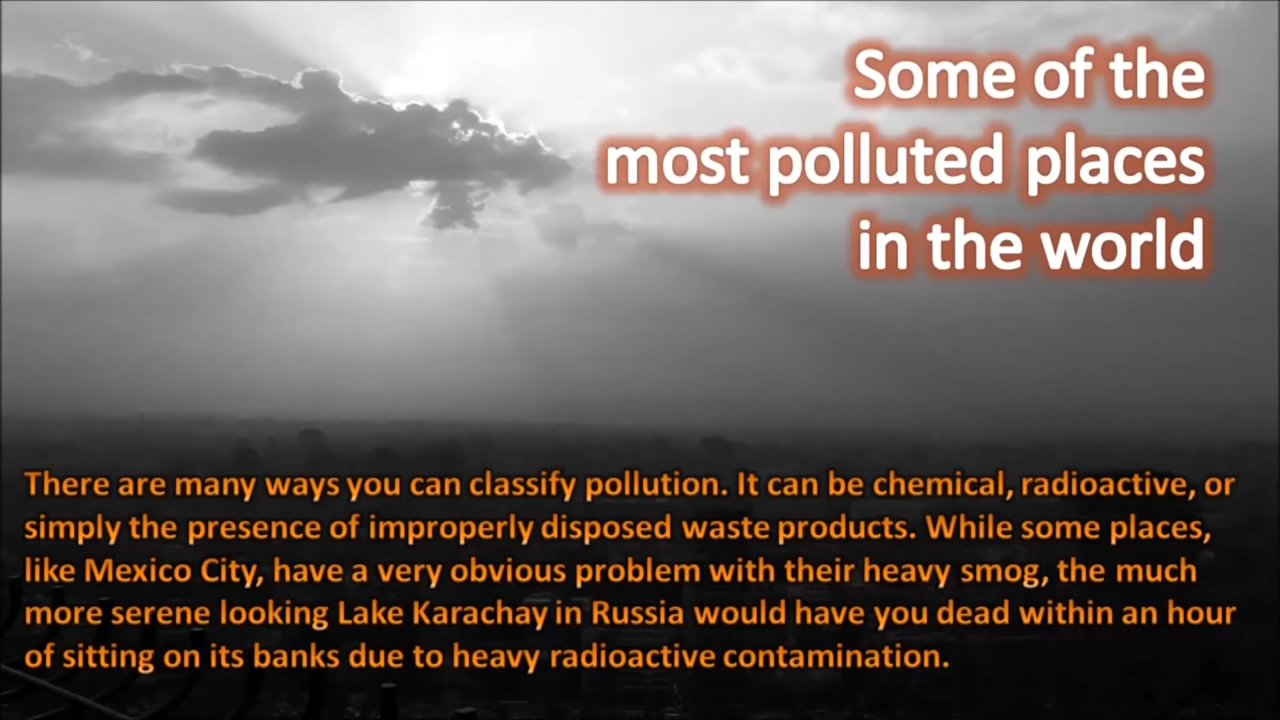 Some of the
most polluted places
in the world
There are many ways you can classify pollution. It can be chemical, radioactive, or
simply the presence of improperly disposed waste products. While some places,
like Mexico City, have a very obvious problem with their heavy smog, the much
more serene looking Lake Karachay in Russia would have you dead within an hour
of sitting on its banks due to heavy radioactive contamination.